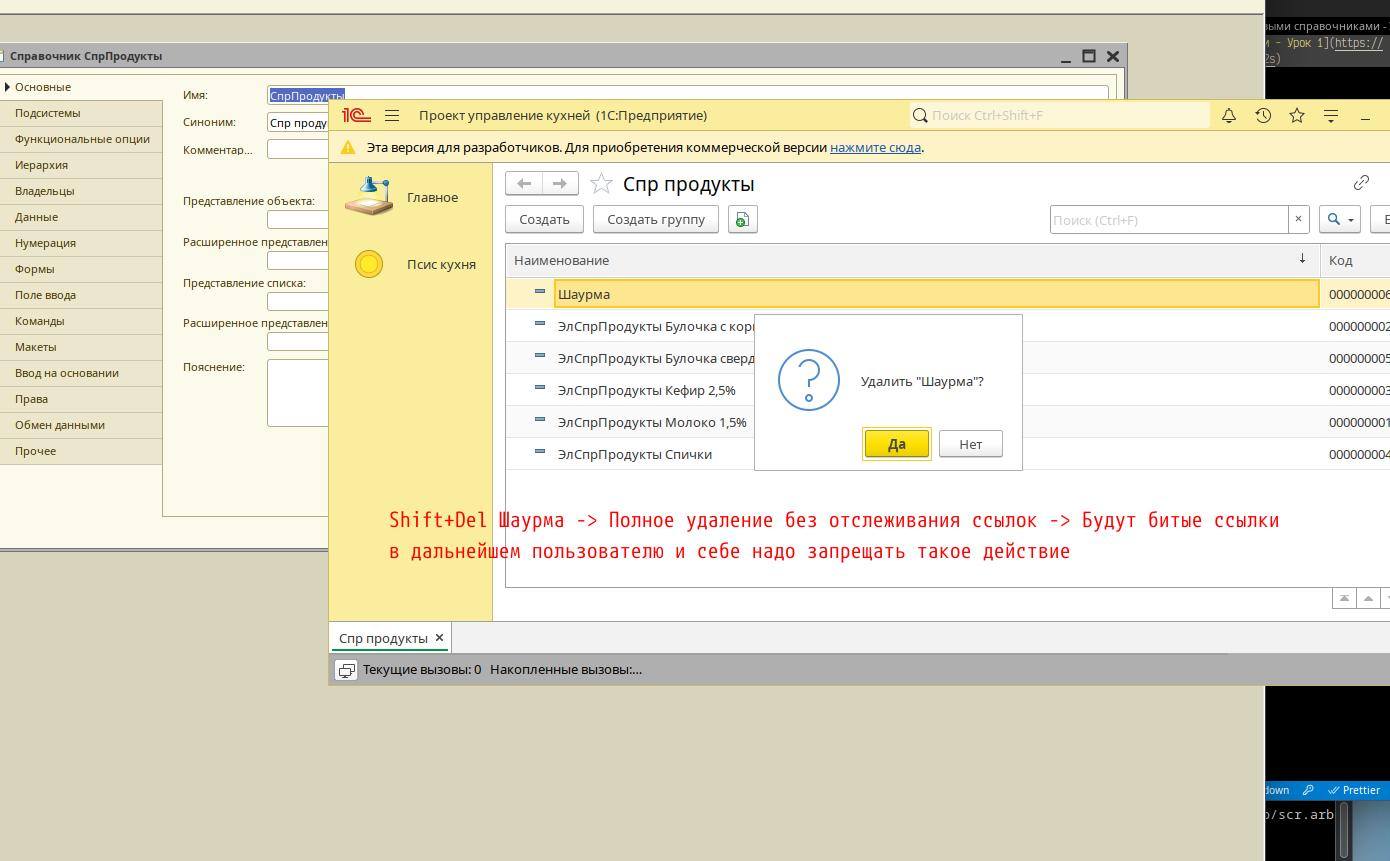 выми справочниками -
Справочник СпрПродукты
Урок 1](https://
2s)
Основные
Подсистемы
Функциональные опции
Иерархия
Владельцы
Данные
Нумерация
Формы
Поле ввода
Команды
Макеты
Ввод на основании
Права
Обмен данными
Прочее
Имя: СпрПродукты
Синоним: Спр проду
Комментар...
Представление объекта:
Расширенное представлен
Представление списка:
Расширенное представлен
Пояснение:
1С Проект управление кухней (1С:Предприятие) Поиск Ctrl+Shift+F
Эта версия для разработчиков. Для приобретения коммерческой версии нажмите сюда.
Главное
Псис кухня
Спр продукты
Создать Создать группу Поиск (Ctrl+F) × Е
Наименование ↓ Код
Шаурма 000000006
ЭлСпрПродукты Булочка с кор 000000002
ЭлСпрПродукты Булочка сверд 000000005
ЭлСпрПродукты Кефир 2,5% 000000003
ЭлСпрПродукты Молоко 1,5% 000000001
ЭлСпрПродукты Спички 000000004
Удалить "Шаурма"?
Да Нет
Shift+Del Шаурма -> Полное удаление без отслеживания ссылок -> Будут битые ссылки
в дальнейшем пользователю и себе надо запрещать такое действие
Спр продукты ×
Текущие вызовы: 0 Накопленные вызовы:...
down Prettier
/scr.arb